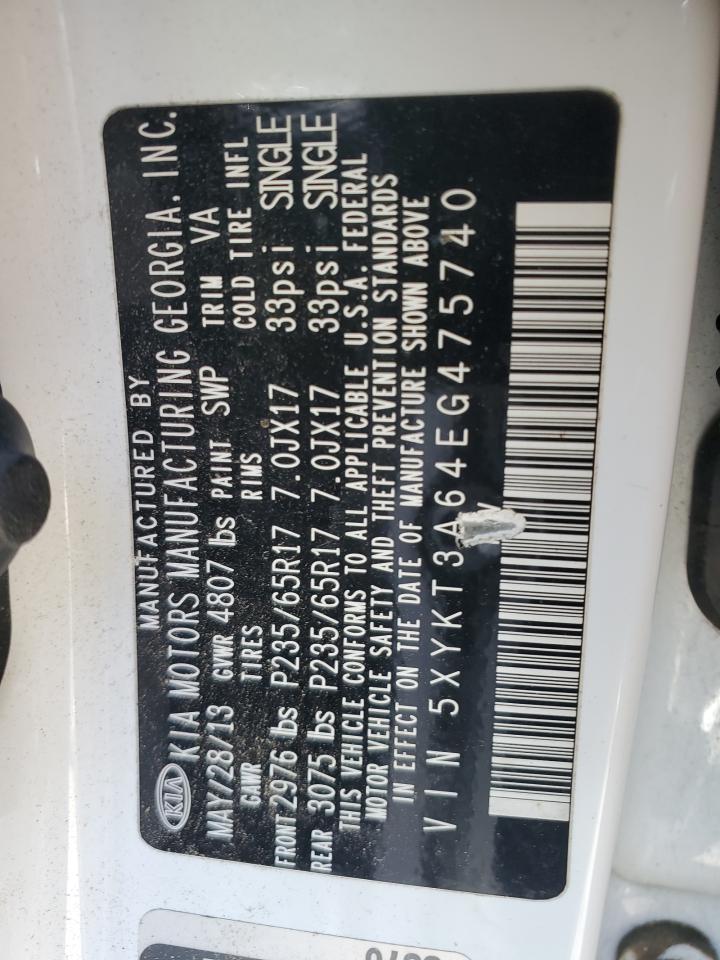 MANUFACTURED BY
KIA KIA MOTORS MANUFACTURING GEORGIA. INC.
MAY/28/13 GVWR 4807 lbs PAINT SWP TRIM VA
GAWR TIRES RIMS COLD TIRE INFL
FRONT 2976 lbs P235/65R17 7.0JX17 33psi SINGLE
REAR 3075 lbs P235/65R17 7.0JX17 33psi SINGLE
THIS VEHICLE CONFORMS TO ALL APPLICABLE U.S.A. FEDERAL
MOTOR VEHICLE SAFETY AND THEFT PREVENTION STANDARDS
IN EFFECT ON THE DATE OF MANUFACTURE SHOWN ABOVE
VIN 5XYKT3A64EG475740